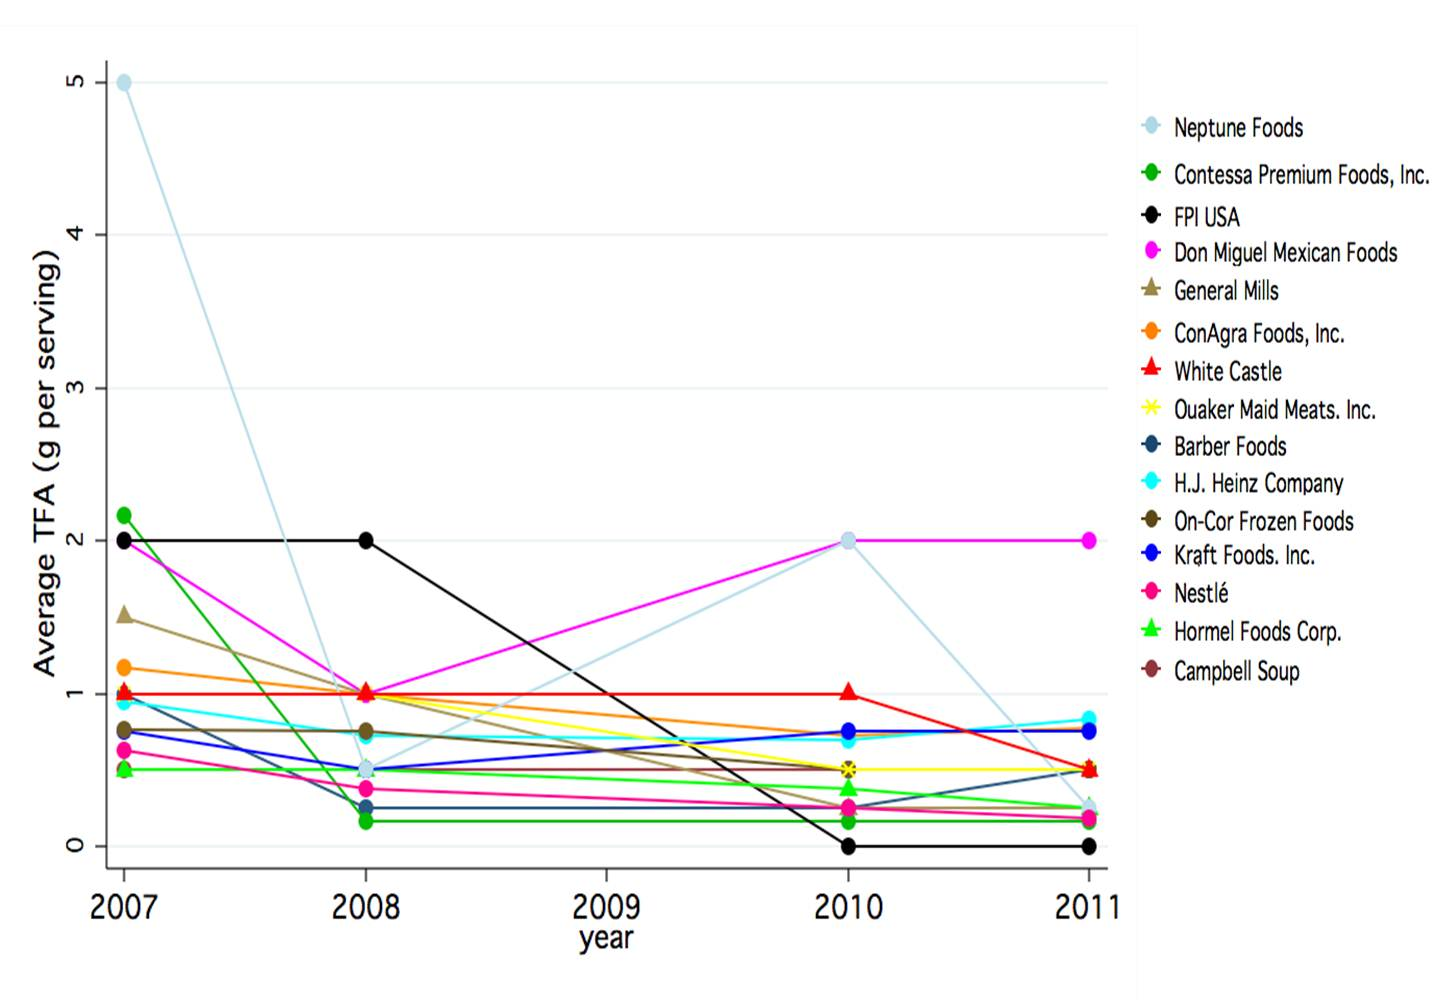 Average TFA (g per serving)
5
4
3
2
1
0
2007
2008
2009
2010
2011
year
Neptune Foods
Contessa Premium Foods, Inc.
FPI USA
Don Miguel Mexican Foods
General Mills
ConAgra Foods, Inc.
White Castle
Quaker Maid Meats. Inc.
Barber Foods
H.J. Heinz Company
On-Cor Frozen Foods
Kraft Foods. Inc.
Nestlé
Hormel Foods Corp.
Campbell Soup